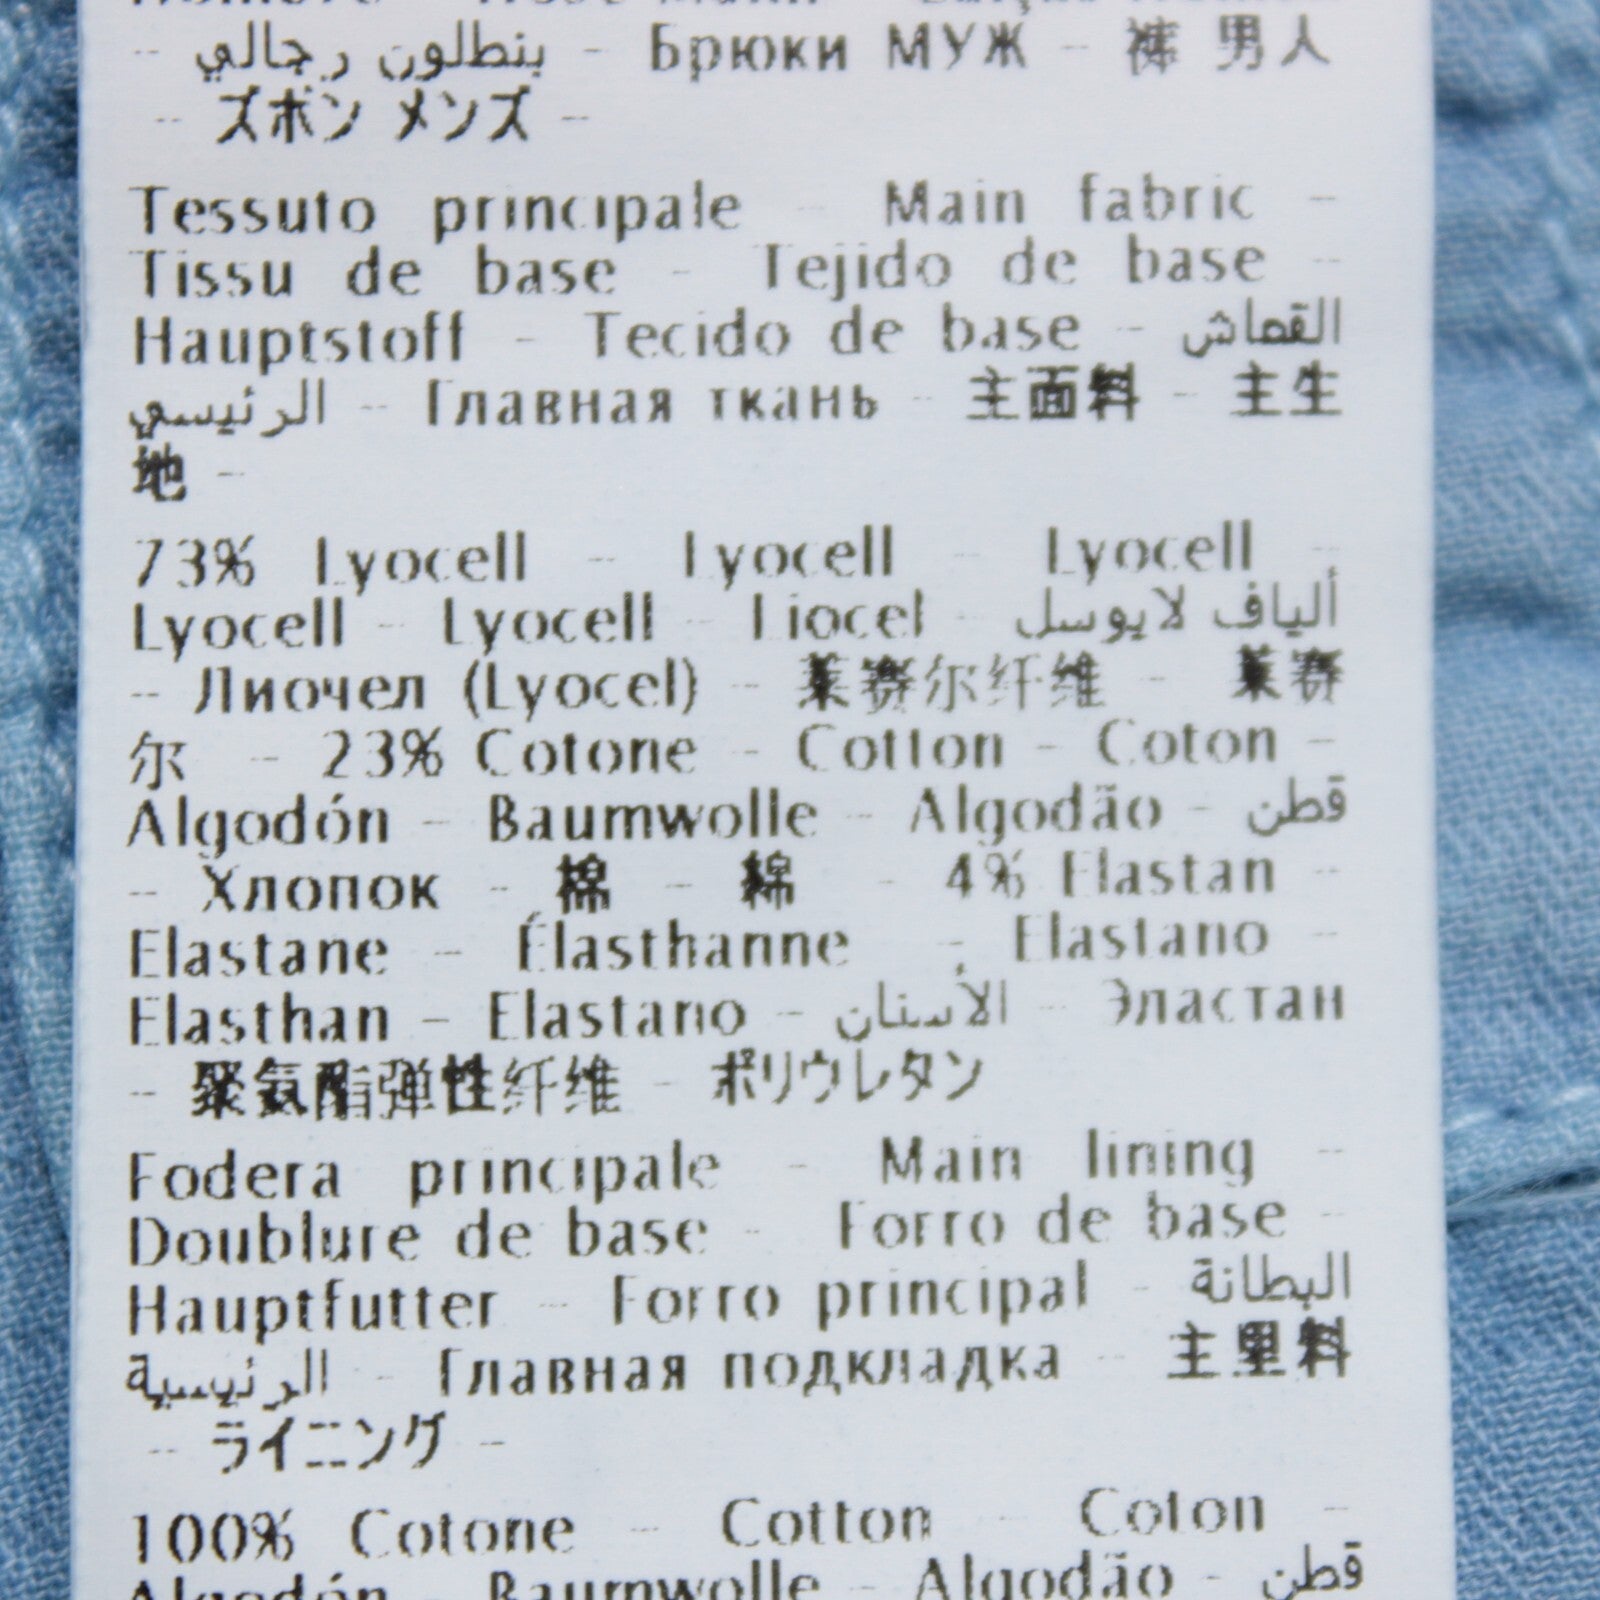 - بنطلون رجالي - Брюки МУЖ - 裤 男人
- ズボン メンズ -
Tessuto principale - Main fabric -
Tissu de base - Tejido de base -
Hauptstoff - Tecido de base - القماش
الرئيسي - Главная ткань - 主面料 - 主生
地 -
73% Lyocell - Lyocell - Lyocell -
Lyocell - Lyocell - Liocel - ألياف لايوسل
- Лиочел (Lyocel) - 莱赛尔纤维 - 莱赛
尔 - 23% Cotone - Cotton - Coton -
Algodón - Baumwolle - Algodão - قطن
- Хлопок - 棉 - 綿 - 4% Elastan -
Elastane - Élasthanne - Elastano -
Elasthan - Elastano - الأستان - Эластан
- 聚氨酯弹性纤维 - ポリウレタン
Fodera principale - Main lining -
Doublure de base - Forro de base -
Hauptfutter - Forro principal - البطانة
الرئيسية - Главная подкладка - 主里料
- ライニング -
100% Cotone - Cotton - Coton -
Algodón - Baumwolle - Algodão - قطن